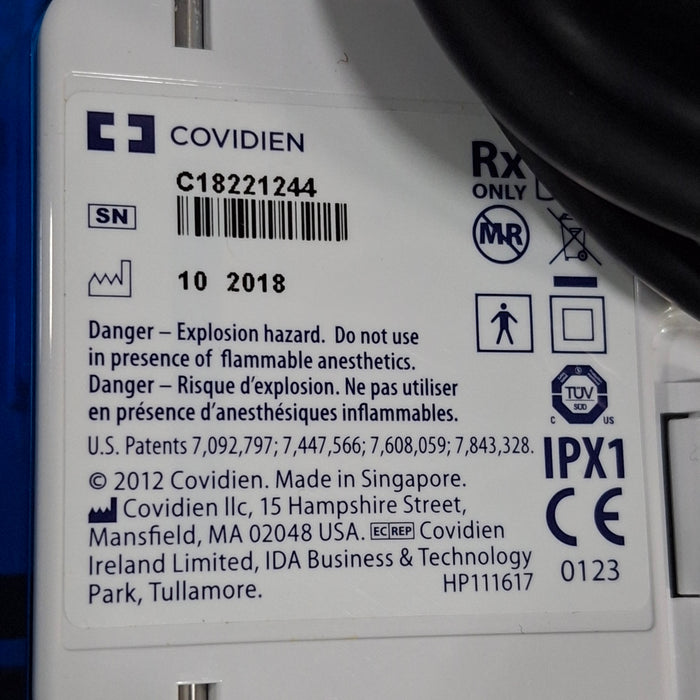 COVIDIEN
Rx
ONLY
C18221244
SN
MR
10 2018
Danger – Explosion hazard. Do not use
in presence of flammable anesthetics.
Danger – Risque d'explosion. Ne pas utiliser
en présence d'anesthésiques inflammables.
TÜV
SÜD
C US
U.S. Patents 7,092,797; 7,447,566; 7,608,059; 7,843,328.
IPX1
© 2012 Covidien. Made in Singapore.
Covidien llc, 15 Hampshire Street,
Mansfield, MA 02048 USA. EC REP Covidien
Ireland Limited, IDA Business & Technology
Park, Tullamore.
HP111617
CE
0123